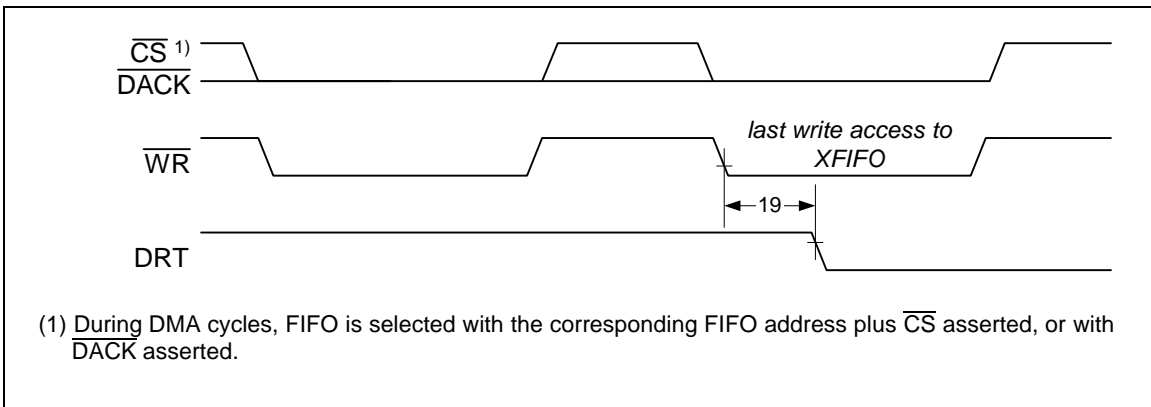 CS 1)
DACK
WR
last write access to
XFIFO
19
DRT
(1) During DMA cycles, FIFO is selected with the corresponding FIFO address plus CS asserted, or with
DACK asserted.